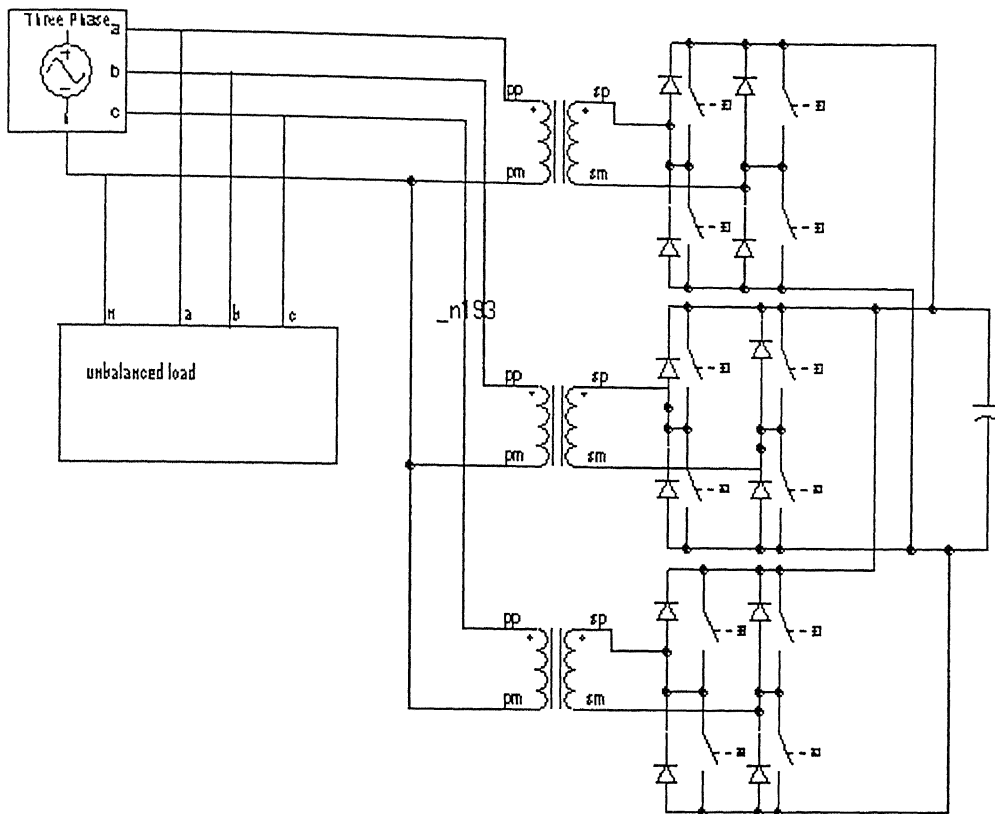 Three Phase
a
b
c
pp
sp
pm
sm
_n193
N
a
b
c
unbalanced load
pp
sp
pm
sm
pp
sp
pm
sm